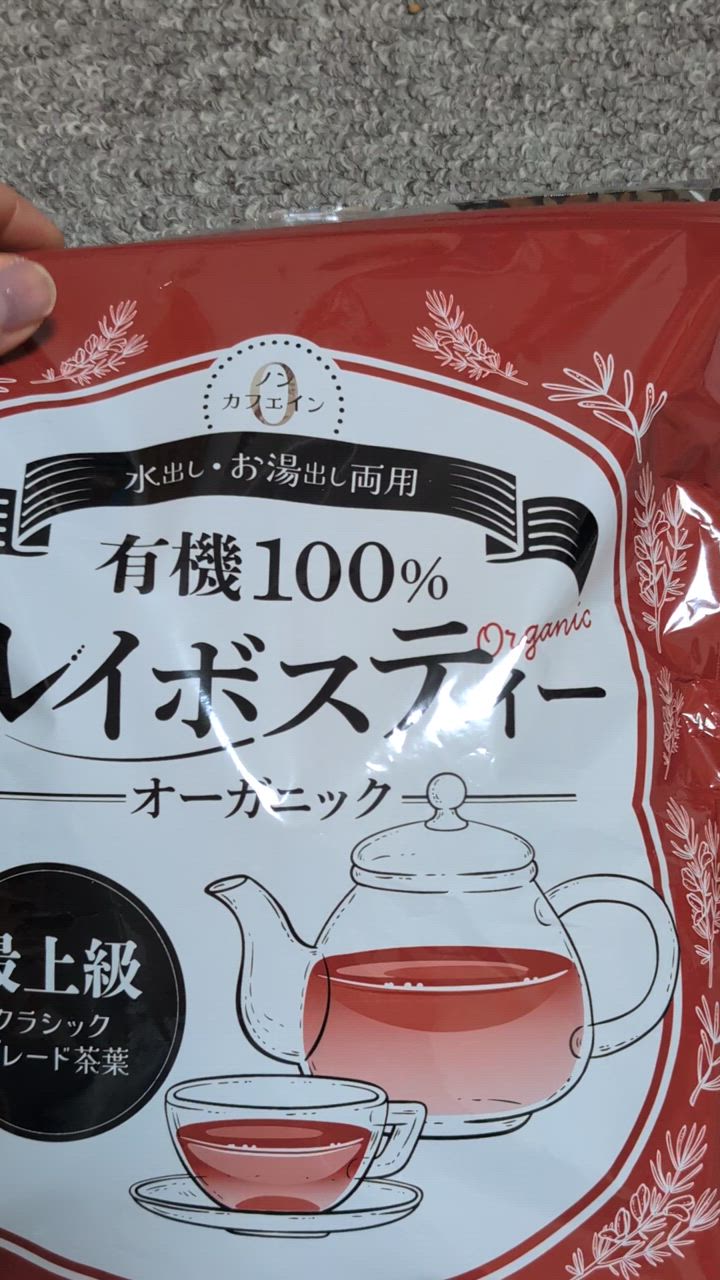 ノン
0
カフェイン
水出し・お湯出し両用
有機100%
Organic
レイボスティー
オーガニック
最上級
クラシック
グレード茶葉